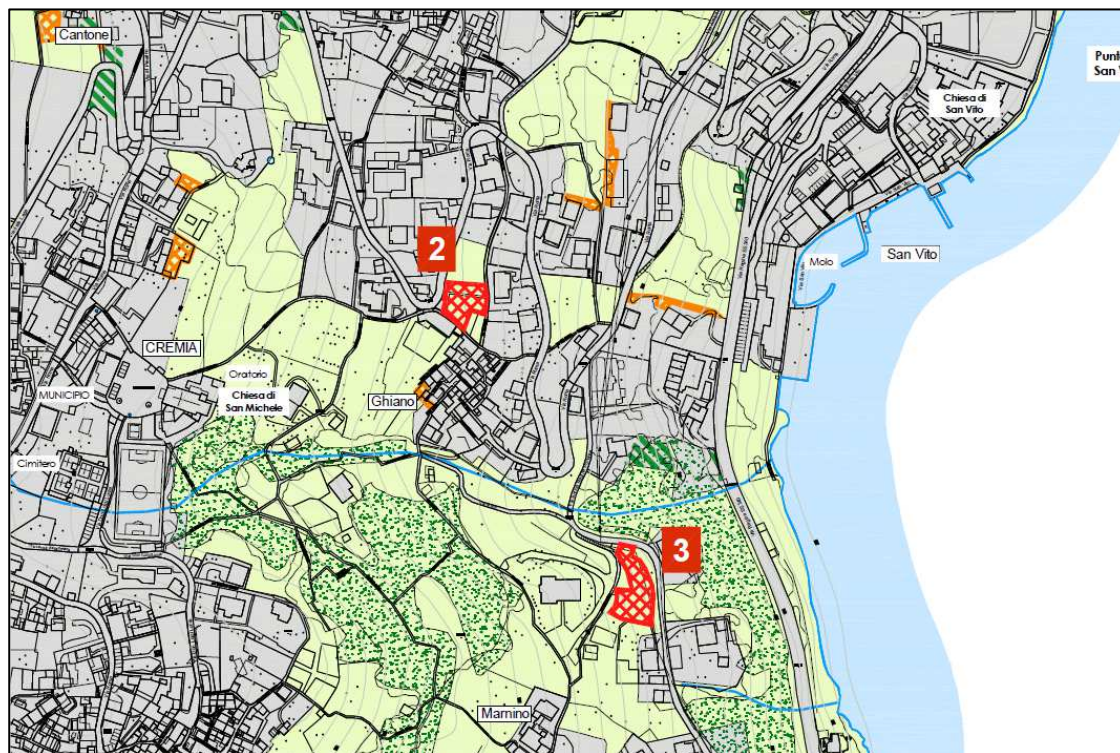 Cantone
Punt
San V
Chiesa di
San Vito
2
San Vito
Molo
CREMIA
Oratorio
Chiesa di
San Michele
MUNICIPIO
Ghiano
Cimitero
3
Marnino